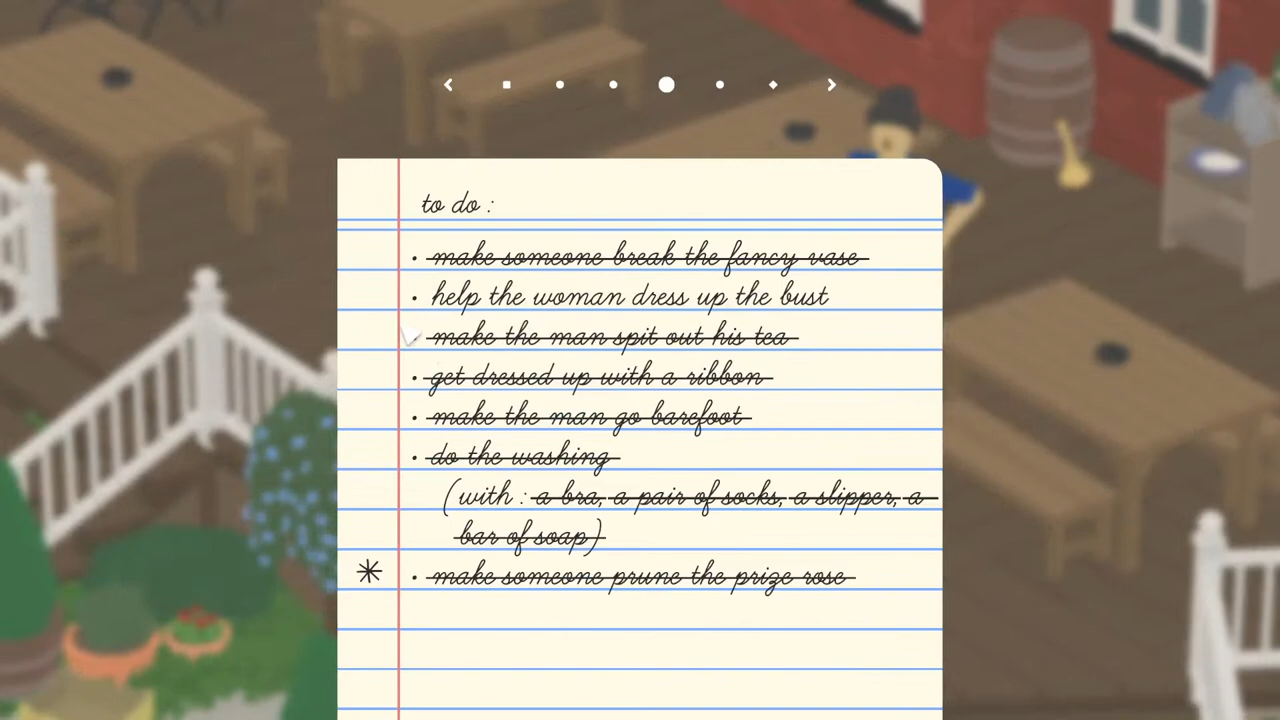 to do :
• make someone break the fancy vase
• help the woman dress up the bust
• make the man spit out his tea
• get dressed up with a ribbon
• make the man go barefoot
• do the washing
(with : a bra, a pair of socks, a slipper, a
bar of soap)
• make someone prune the prize rose